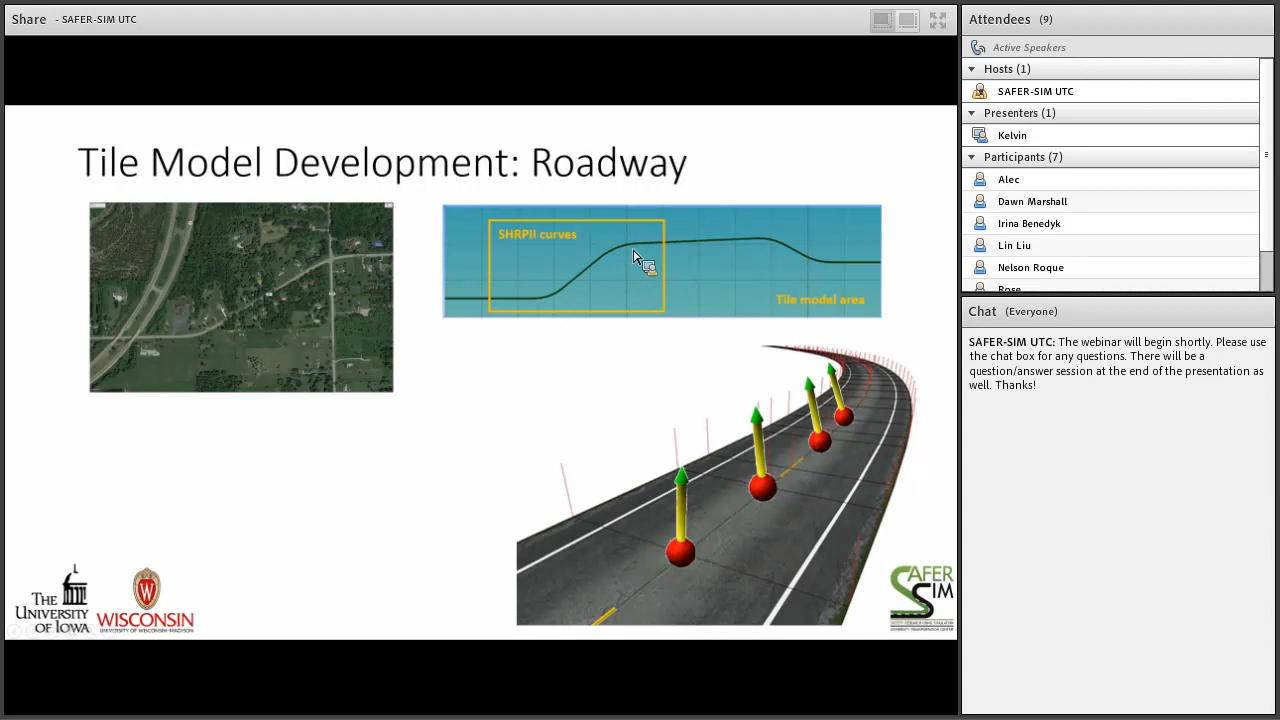 Share - SAFER-SIM UTC
Tile Model Development: Roadway
SHRPII curves
Tile model area
THE
UNIVERSITY
OF IOWA
W
WISCONSIN
UNIVERSITY OF WISCONSIN-MADISON
SAFER
SIM
Attendees (9)
Active Speakers
Hosts (1)
SAFER-SIM UTC
Presenters (1)
Kelvin
Participants (7)
Alec
Dawn Marshall
Irina Benedyk
Lin Liu
Nelson Roque
Rose
Chat (Everyone)
SAFER-SIM UTC: The webinar will begin shortly. Please use
the chat box for any questions. There will be a
question/answer session at the end of the presentation as
well. Thanks!